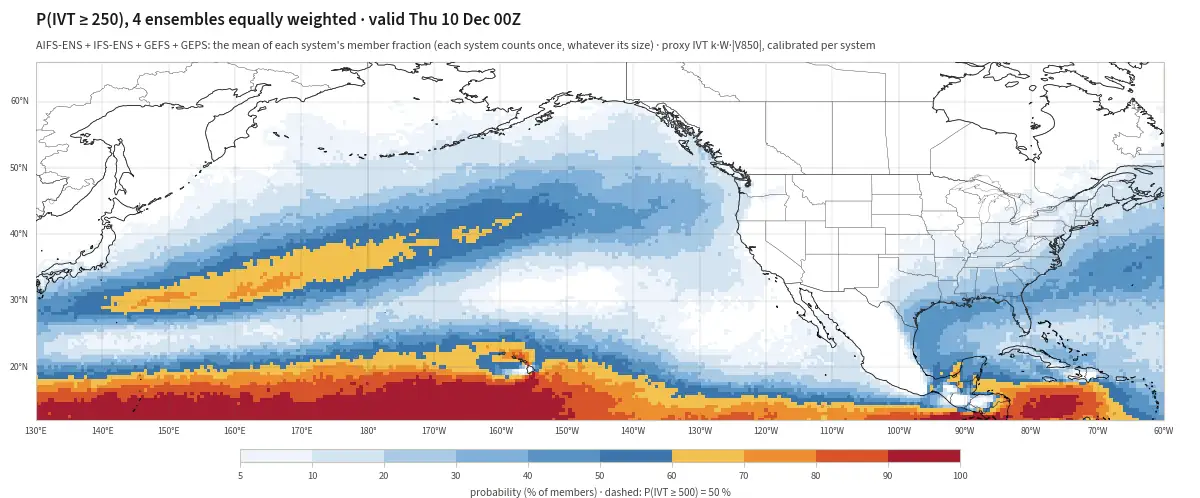 P(IVT ≥ 250), 4 ensembles equally weighted · valid Thu 10 Dec 00Z
AIFS-ENS + IFS-ENS + GEFS + GEPS: the mean of each system's member fraction (each system counts once, whatever its size) · proxy IVT k·W·|V850|, calibrated per system
60°N
50°N
40°N
30°N
20°N
130°E 140°E 150°E 160°E 170°E 180° 170°W 160°W 150°W 140°W 130°W 120°W 110°W 100°W 90°W 80°W 70°W 60°W
5 10 20 30 40 50 60 70 80 90 100
probability (% of members) · dashed: P(IVT ≥ 500) = 50 %